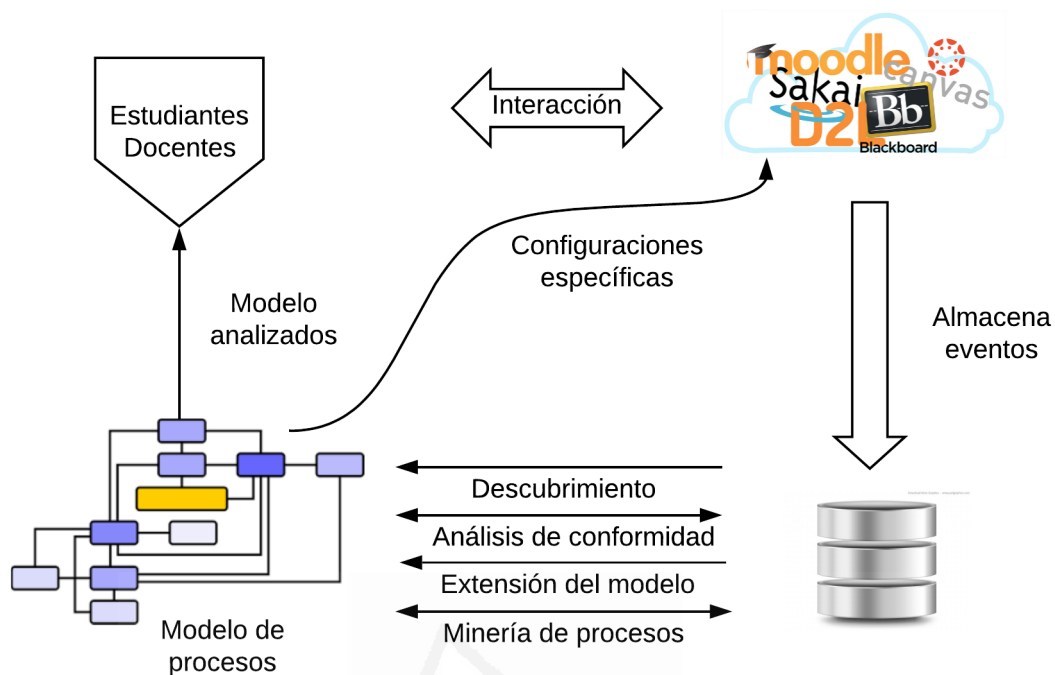 Estudiantes
Docentes
Interacción
moodle
canvas
Sakai
D2L
Bb
Blackboard
Configuraciones
específicas
Modelo
analizados
Almacena
eventos
Descubrimiento
Análisis de conformidad
Extensión del modelo
Minería de procesos
Modelo de
procesos